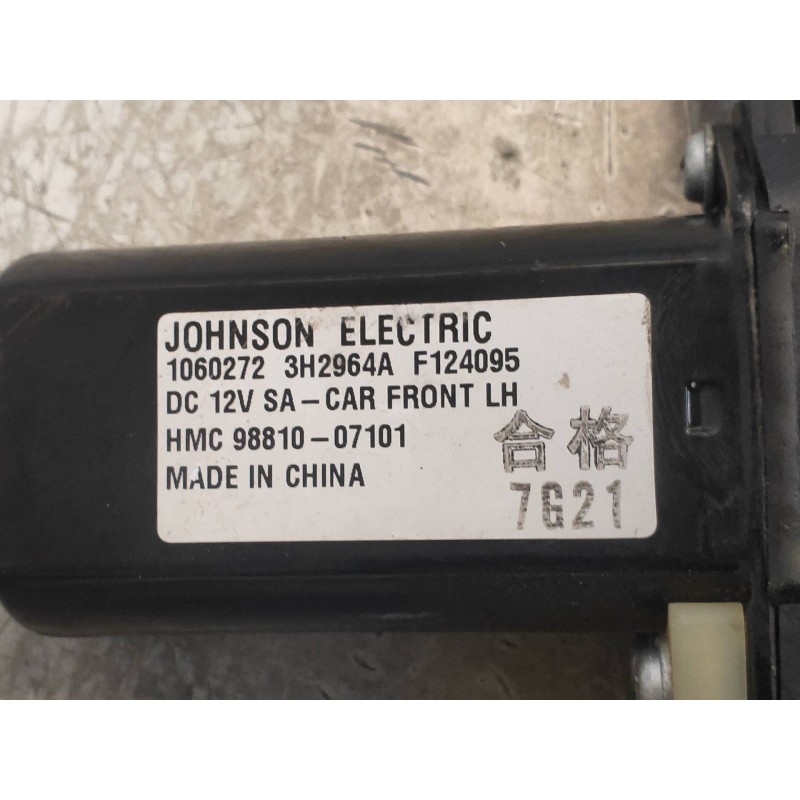 JOHNSON ELECTRIC
1060272 3H2964A F124095
DC 12V SA-CAR FRONT LH
HMC 98810-07101
合格
MADE IN CHINA
7G21